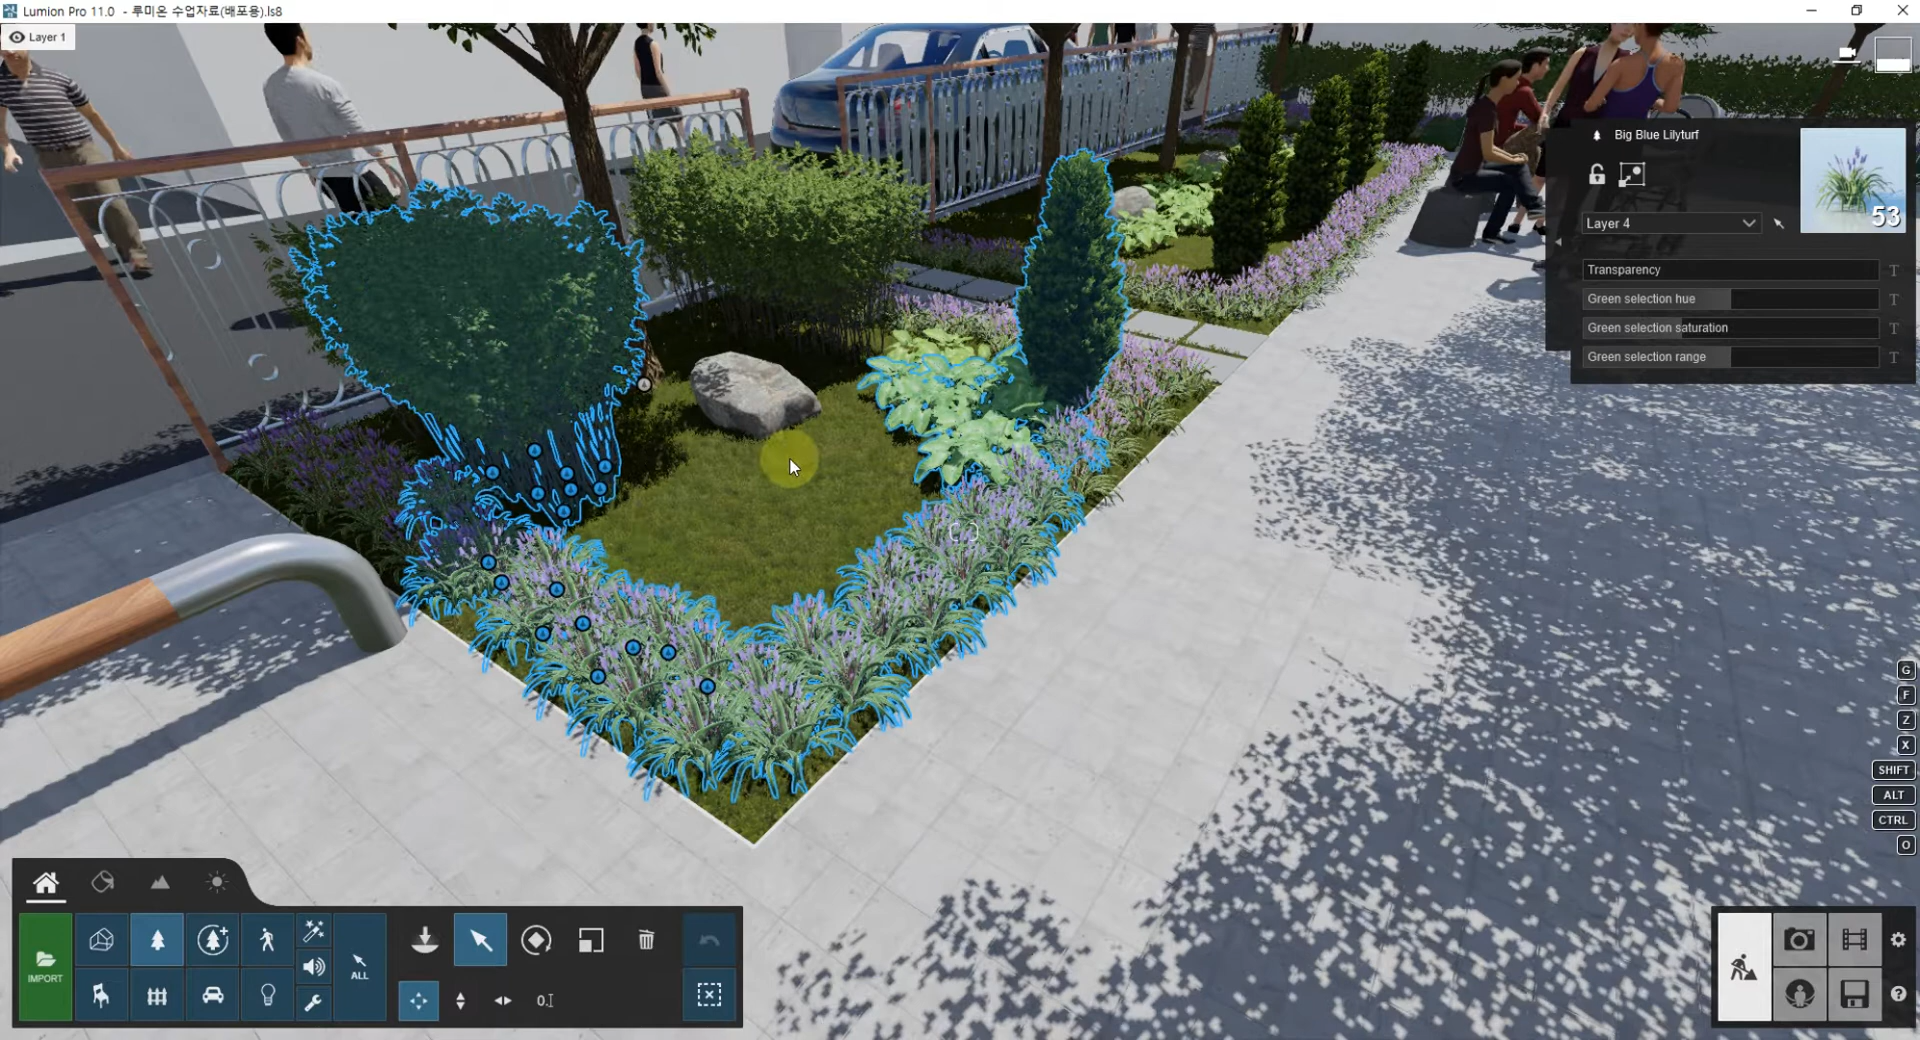 Lumion Pro 11.0 - 루미온 수업자료(배포용).ls8
Layer 1
Big Blue Lilyturf
53
Layer 4
Transparency
T
Green selection hue
T
Green selection saturation
T
Green selection range
T
G
F
Z
X
SHIFT
ALT
CTRL
O
IMPORT
ALL
?